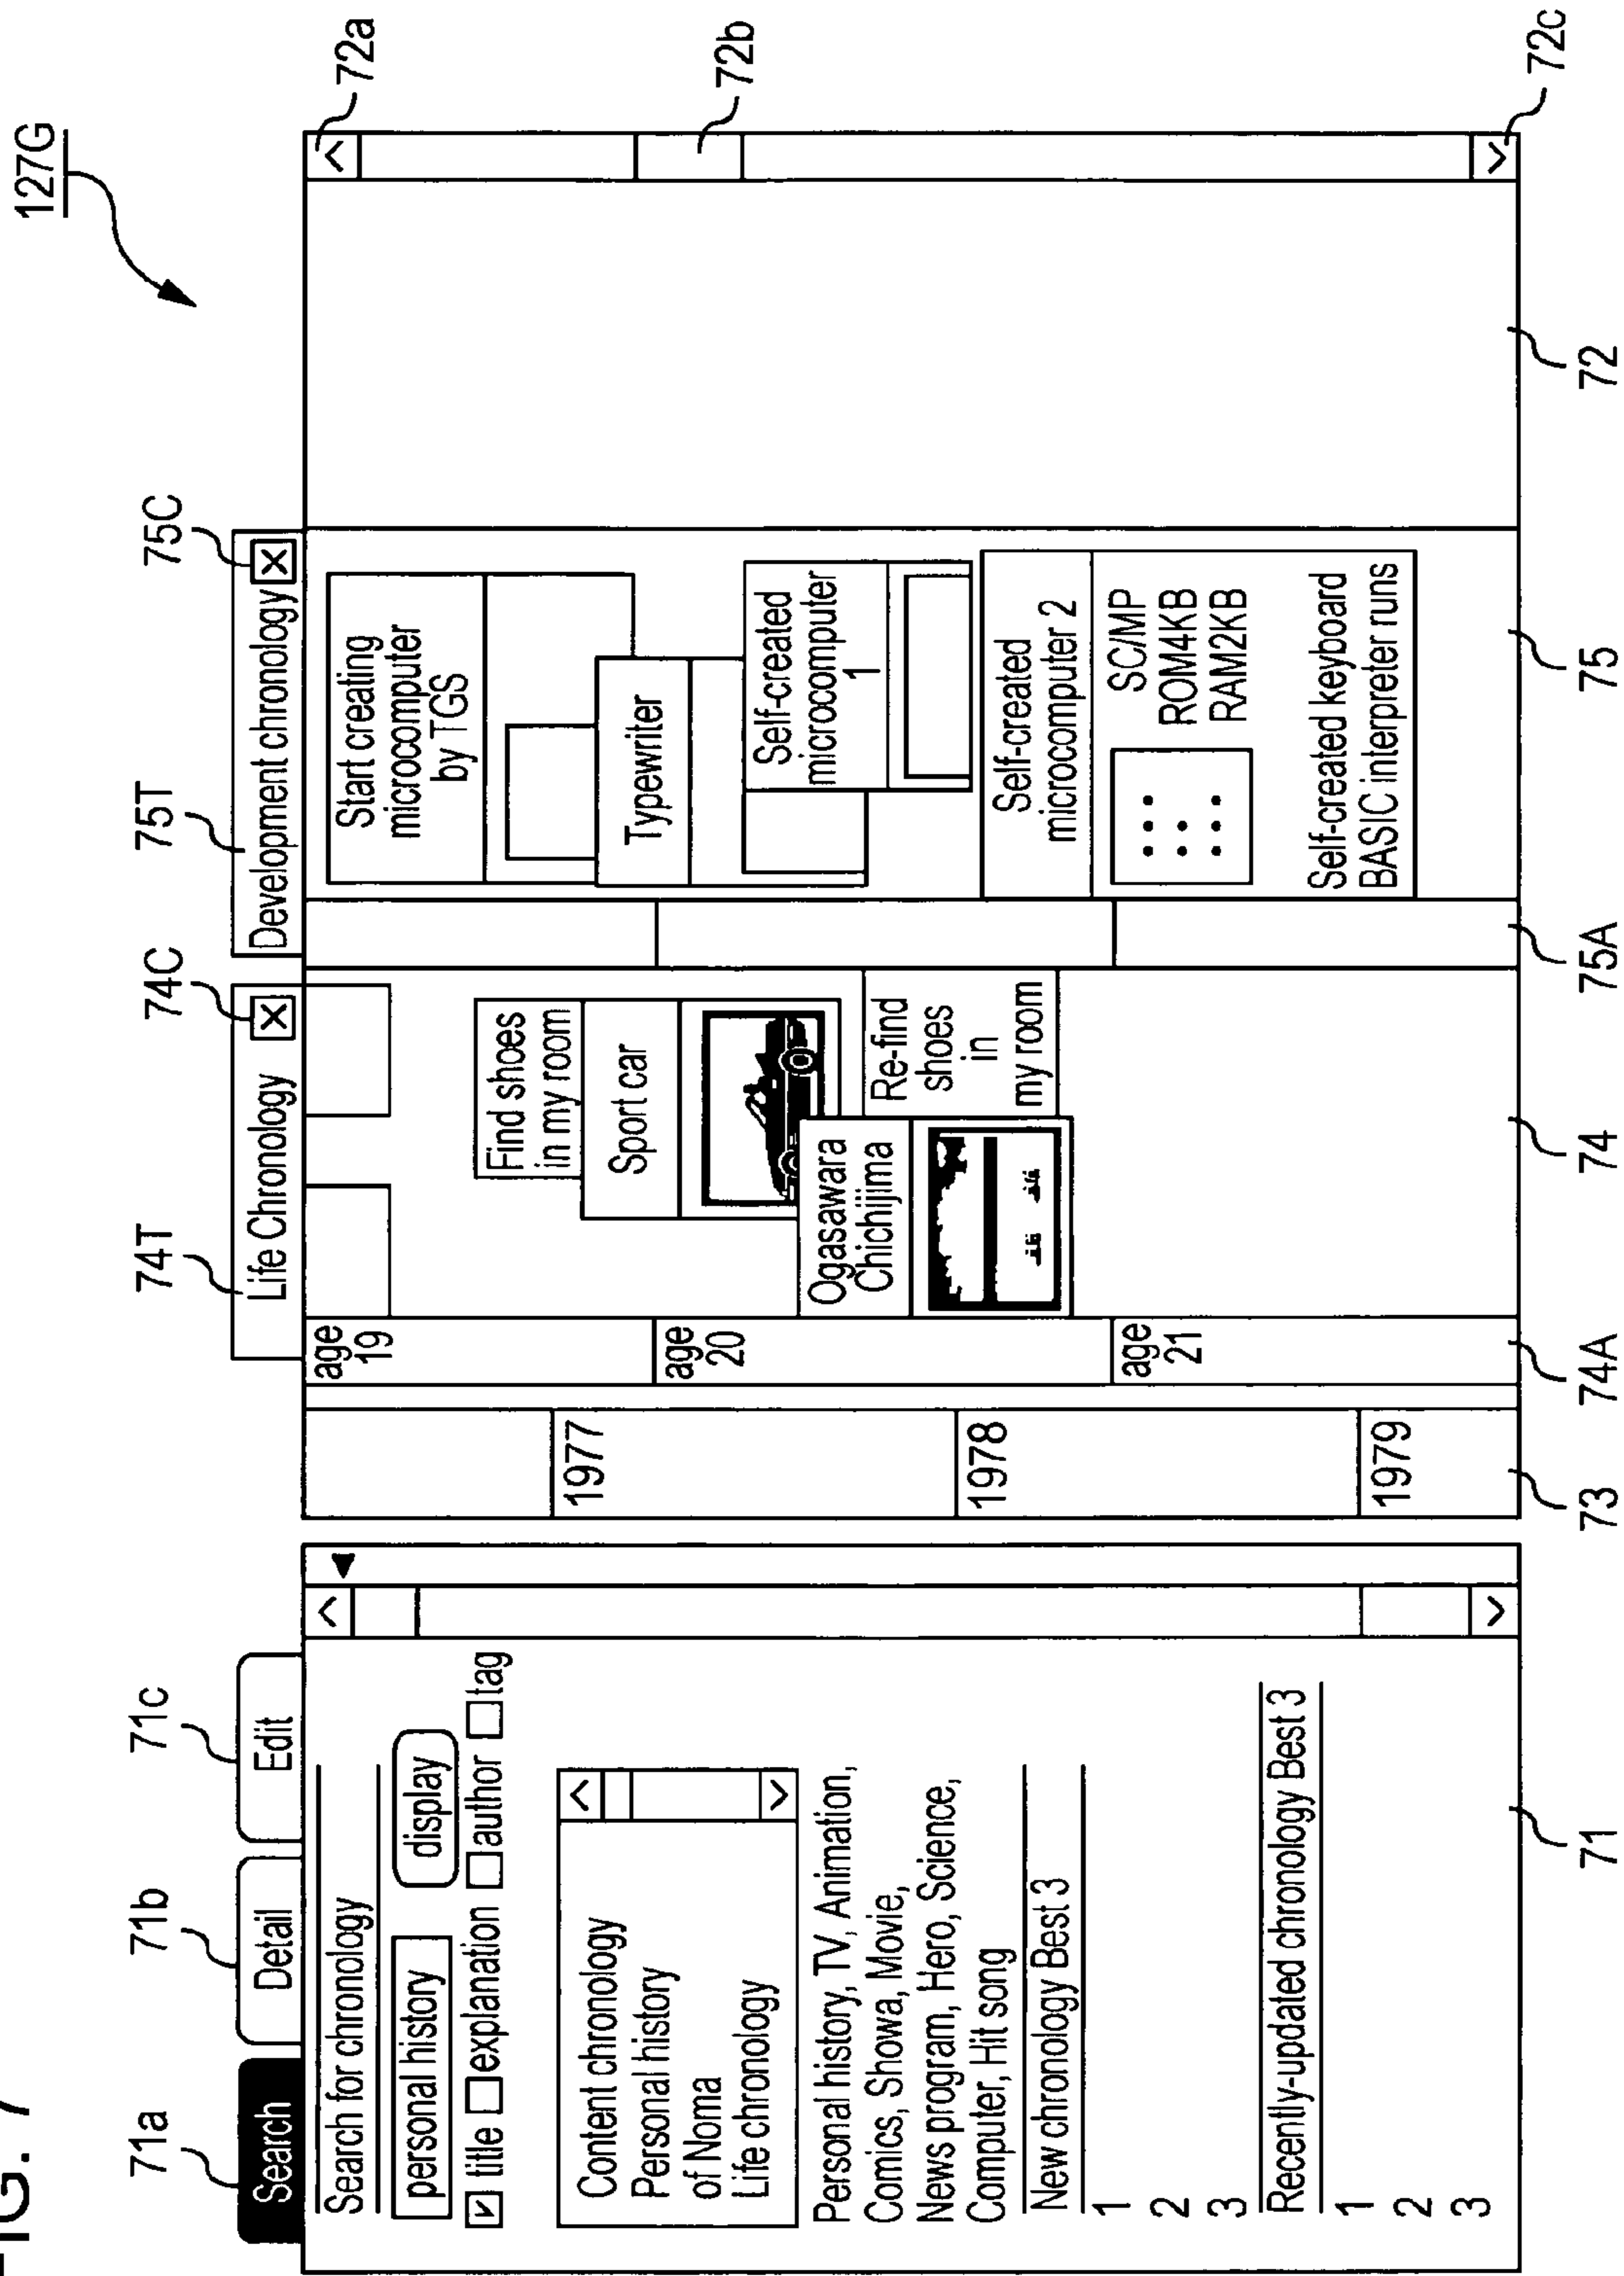 FIG. 7
127G
71a
71b
71c
Search
Detail
Edit
Search for chronology
personal history
display
title
explanation
author
tag
Content chronology
Personal history
of Noma
Life chronology
Personal history, TV, Animation,
Comics, Showa, Movie,
News program, Hero, Science,
Computer, Hit song
New chronology Best 3
1
2
3
Recently-updated chronology Best 3
1
2
3
71
1977
1978
1979
73
74T
74C
Life Chronology
X
age
19
age
20
age
21
74A
Find shoes
in my room
Sport car
Ogasawara
Chichijima
Re-find
shoes
in
my room
74
75T
75C
Development chronology
X
Start creating
microcomputer
by TGS
Typewriter
Self-created
microcomputer
1
Self-created
microcomputer 2
SC/MP
ROM4KB
RAM2KB
Self-created keyboard
BASIC interpreter runs
75A
75
72
72a
72b
72c